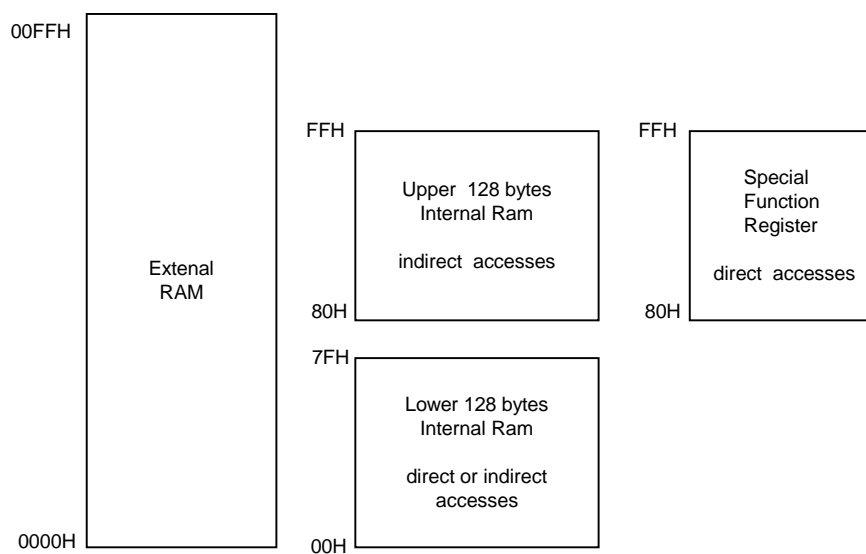 00FFH
Extenal
RAM
0000H
FFH
Upper 128 bytes
Internal Ram
indirect accesses
80H
7FH
Lower 128 bytes
Internal Ram
direct or indirect
accesses
00H
FFH
Special
Function
Register
direct accesses
80H